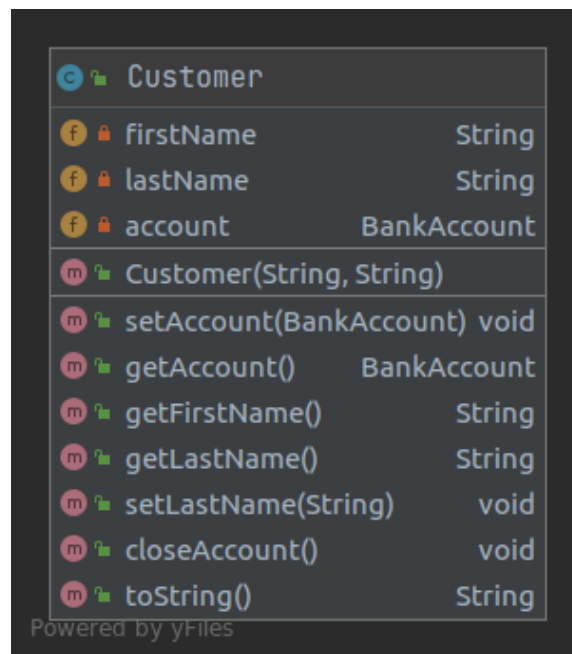 Customer
firstName String
lastName String
account BankAccount
Customer(String, String)
setAccount(BankAccount) void
getAccount() BankAccount
getFirstName() String
getLastName() String
setLastName(String) void
closeAccount() void
toString() String
Powered by yFiles